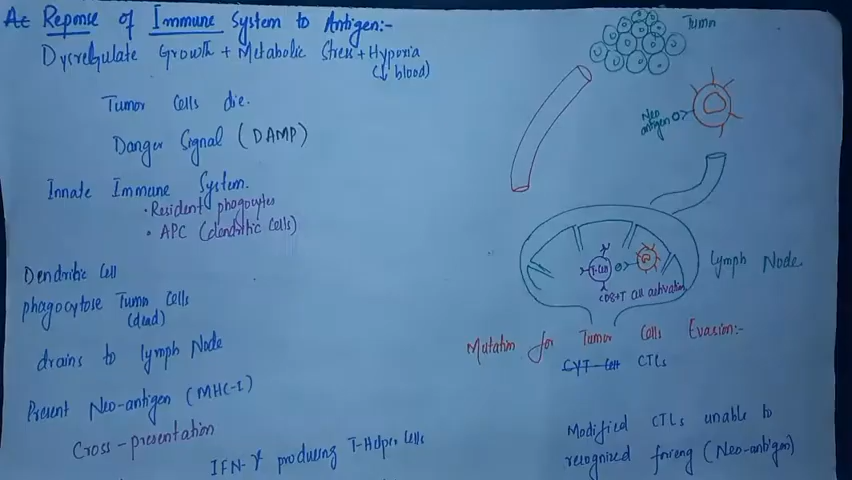 Ac Reponse of Immune System to Antigen:-
Dysregulate Growth + Metabolic Stress + Hypoxia
(↓ blood)
Tumor Cells die.
Danger Signal (DAMP)
Innate Immune System.
• Resident phagocytes
• APC (dendritic cells)
Dendritic Cell
phagocytose Tumor Cells
(dead)
drains to lymph Node
Present Neo-antigen (MHC-I)
Cross-presentation
IFN-γ producing T-Helper Cells
Tumor
Neo
antigen
T-Cell
CD8+T Cell activation
Lymph Node
Mutation for Tumor Cells Evasion:-
CYT-Cell CTLs
Modified CTLs unable to
recognized foreing (Neo-antigen)